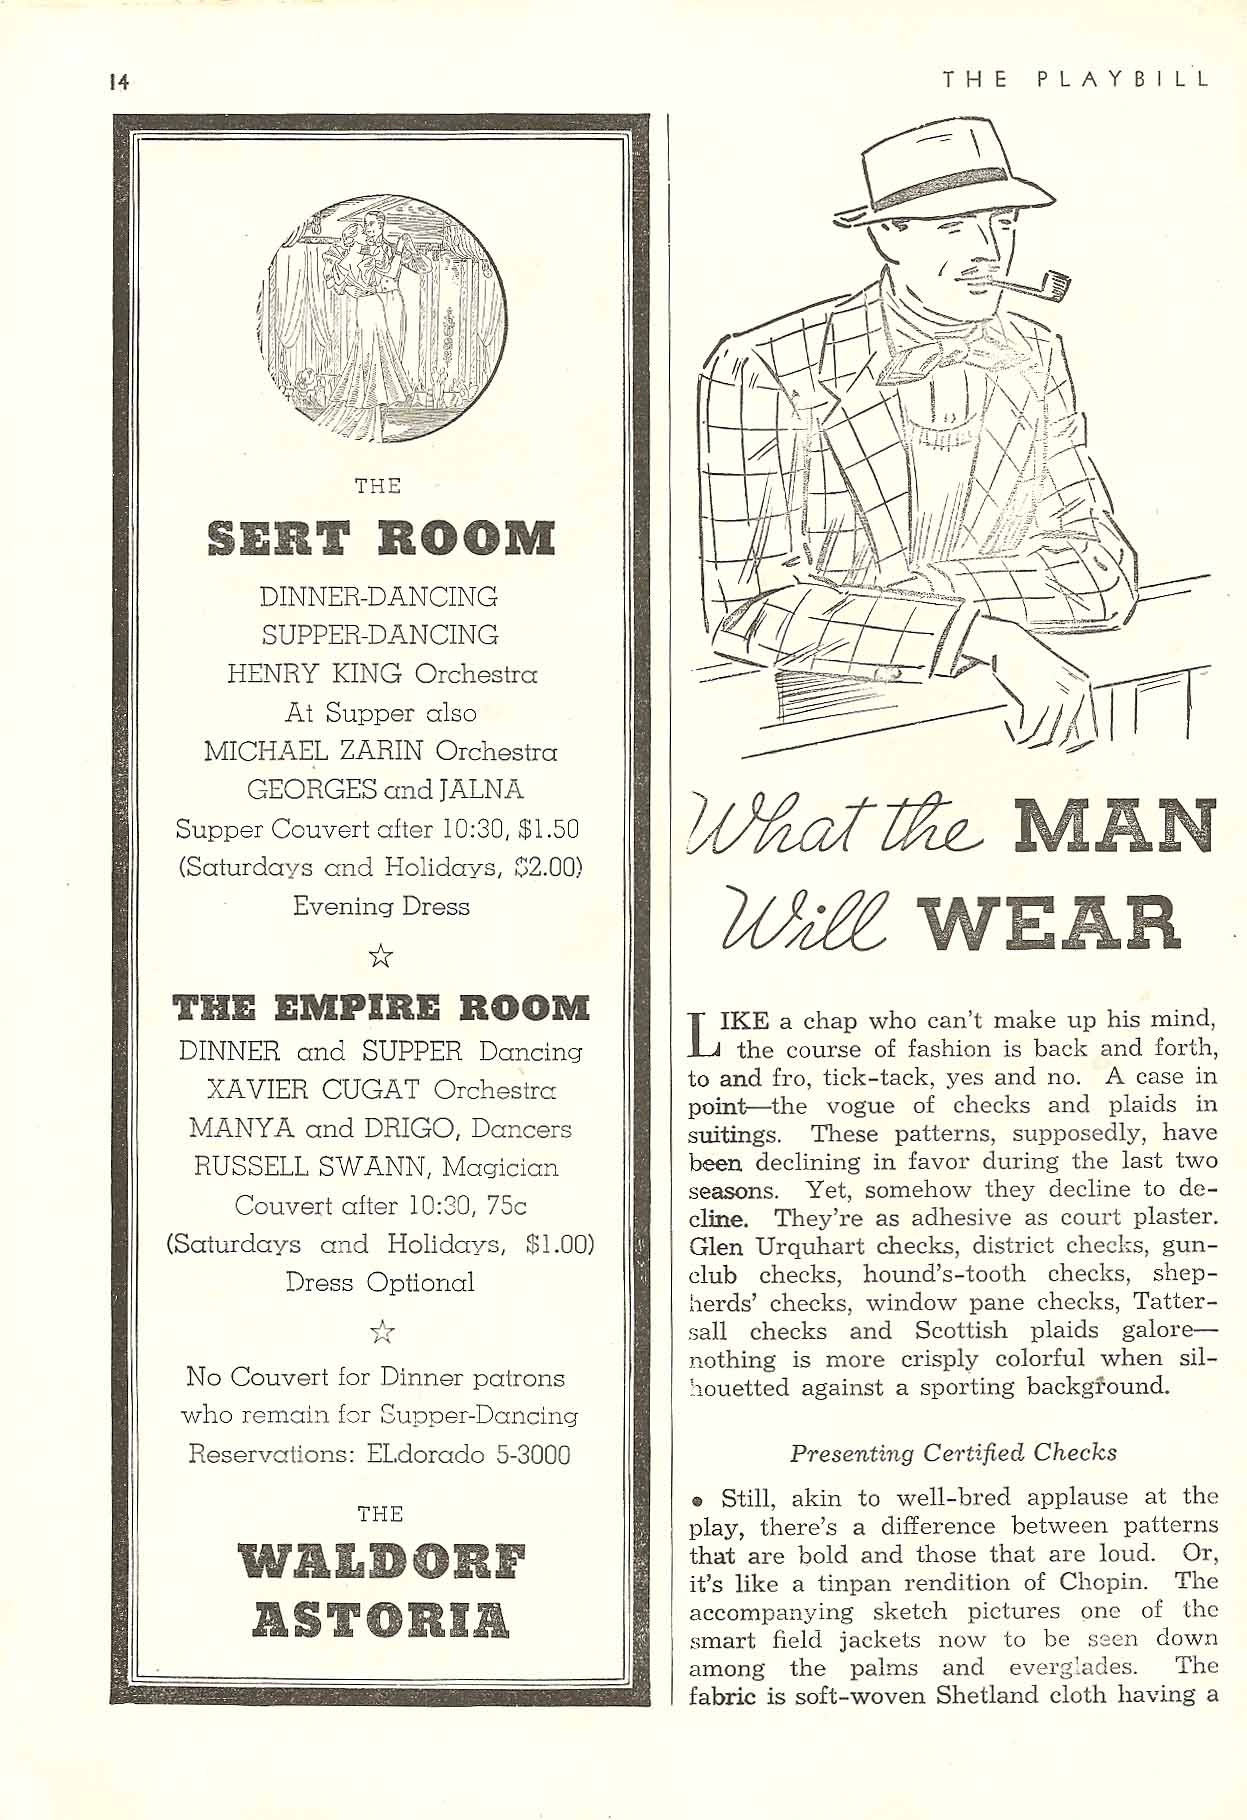 14
THE PLAYBILL
THE
SERT ROOM
DINNER-DANCING
SUPPER-DANCING
HENRY KING Orchestra
At Supper also
MICHAEL ZARIN Orchestra
GEORGES and JALNA
Supper Couvert after 10:30, $1.50
(Saturdays and Holidays, $2.00)
Evening Dress
☆
THE EMPIRE ROOM
DINNER and SUPPER Dancing
XAVIER CUGAT Orchestra
MANYA and DRIGO, Dancers
RUSSELL SWANN, Magician
Couvert after 10:30, 75c
(Saturdays and Holidays, $1.00)
Dress Optional
☆
No Couvert for Dinner patrons
who remain for Supper-Dancing
Reservations: ELdorado 5-3000
THE
WALDORF
ASTORIA
What the MAN
Will WEAR
LIKE a chap who can't make up his mind,
the course of fashion is back and forth,
to and fro, tick-tack, yes and no. A case in
point—the vogue of checks and plaids in
suitings. These patterns, supposedly, have
been declining in favor during the last two
seasons. Yet, somehow they decline to de-
cline. They're as adhesive as court plaster.
Glen Urquhart checks, district checks, gun-
club checks, hound's-tooth checks, shep-
herds' checks, window pane checks, Tatter-
sall checks and Scottish plaids galore—
nothing is more crisply colorful when sil-
houetted against a sporting background.
Presenting Certified Checks
• Still, akin to well-bred applause at the
play, there's a difference between patterns
that are bold and those that are loud. Or,
it's like a tinpan rendition of Chopin. The
accompanying sketch pictures one of the
smart field jackets now to be seen down
among the palms and everglades. The
fabric is soft-woven Shetland cloth having a